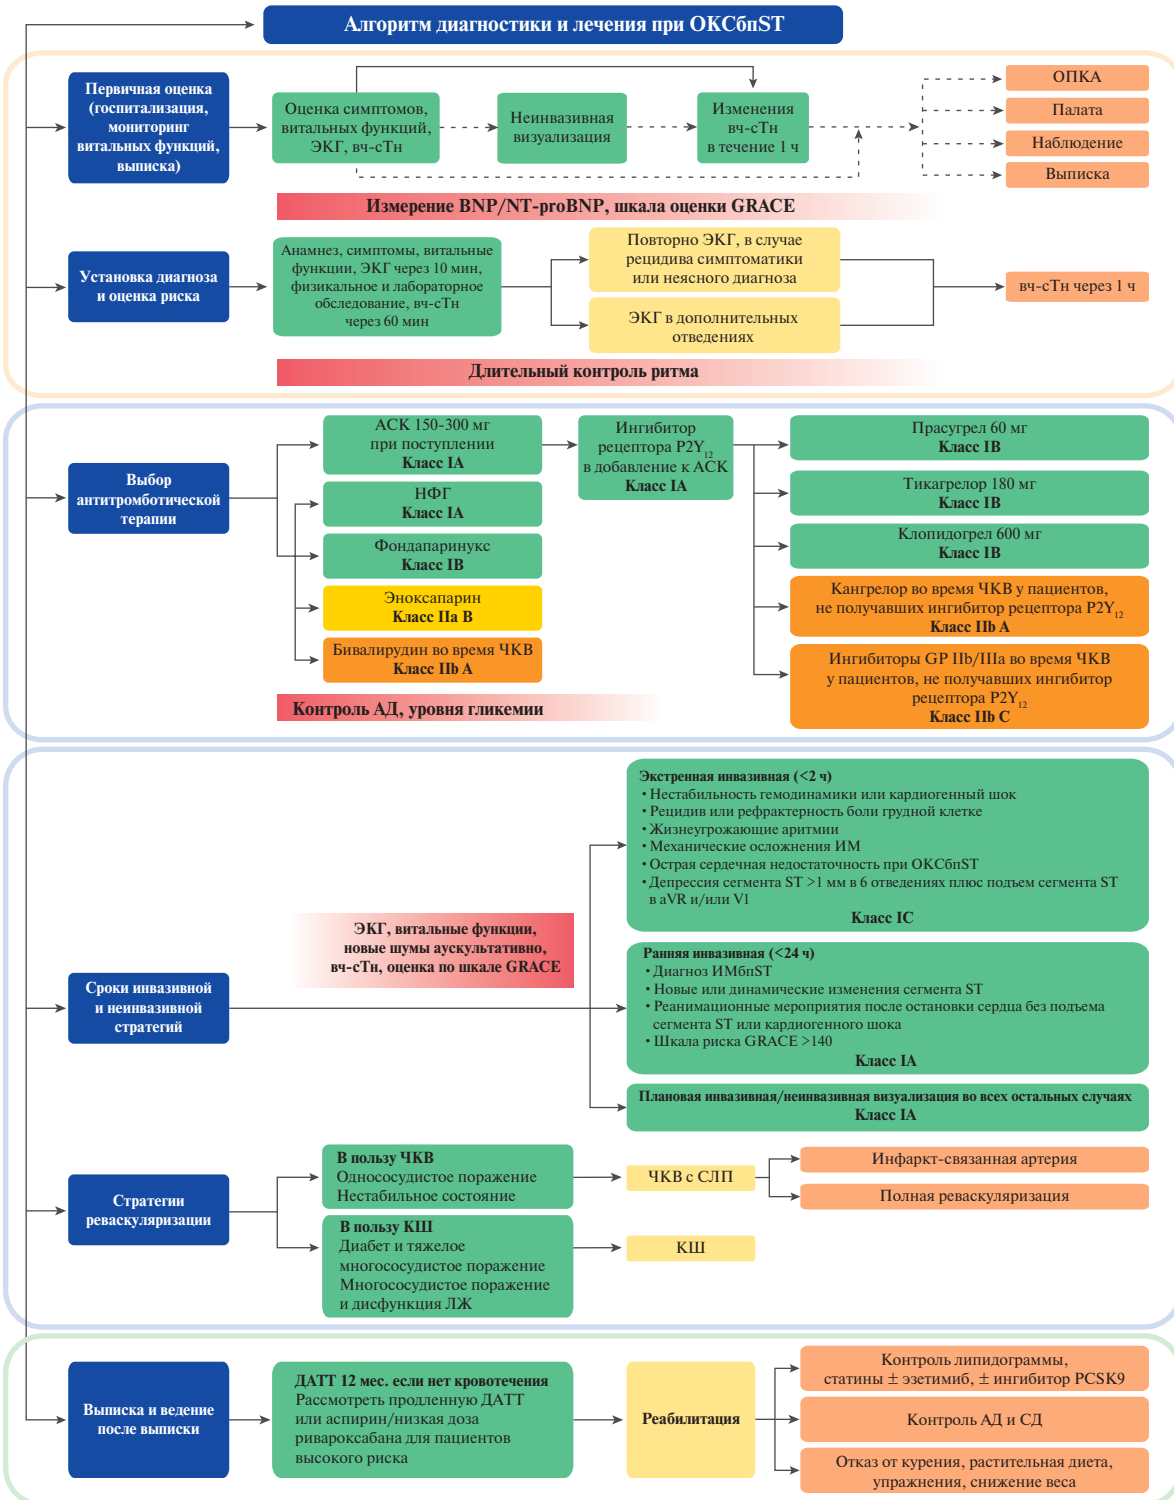 Алгоритм диагностики и лечения при ОКСбпST
Первичная оценка
(госпитализация,
мониторинг
витальных функций,
выписка)
Оценка симптомов,
витальных функций,
ЭКГ, вч-сТн
Неинвазивная
визуализация
Изменения
вч-сТн
в течение 1 ч
ОПКА
Палата
Наблюдение
Выписка
Измерение BNP/NT-proBNP, шкала оценки GRACE
Установка диагноза
и оценка риска
Анамнез, симптомы, витальные
функции, ЭКГ через 10 мин,
физикальное и лабораторное
обследование, вч-сТн
через 60 мин
Повторно ЭКГ, в случае
рецидива симптоматики
или неясного диагноза
ЭКГ в дополнительных
отведениях
вч-сТн через 1 ч
Длительный контроль ритма
Выбор
антитромботической
терапии
АСК 150-300 мг
при поступлении
Класс IA
НФГ
Класс IA
Фондапаринукс
Класс IB
Эноксапарин
Класс IIa B
Бивалирудин во время ЧКВ
Класс IIb A
Ингибитор
рецептора P2Y₁₂
в добавление к АСК
Класс IA
Прасугрел 60 мг
Класс IB
Тикагрелор 180 мг
Класс IB
Клопидогрел 600 мг
Класс IB
Кангрелор во время ЧКВ у пациентов,
не получавших ингибитор рецептора P2Y₁₂
Класс IIb A
Ингибиторы GP IIb/IIIa во время ЧКВ
у пациентов, не получавших ингибитор
рецептора P2Y₁₂
Класс IIb C
Контроль АД, уровня гликемии
Сроки инвазивной
и неинвазивной
стратегий
ЭКГ, витальные функции,
новые шумы аускультативно,
вч-сТн, оценка по шкале GRACE
Экстренная инвазивная (<2 ч)
• Нестабильность гемодинамики или кардиогенный шок
• Рецидив или рефрактерность боли грудной клетке
• Жизнеугрожающие аритмии
• Механические осложнения ИМ
• Острая сердечная недостаточность при ОКСбпST
• Депрессия сегмента ST >1 мм в 6 отведениях плюс подъем сегмента ST
в aVR и/или V1
Класс IC
Ранняя инвазивная (<24 ч)
• Диагноз ИМбпST
• Новые или динамические изменения сегмента ST
• Реанимационные мероприятия после остановки сердца без подъема
сегмента ST или кардиогенного шока
• Шкала риска GRACE >140
Класс IA
Плановая инвазивная/неинвазивная визуализация во всех остальных случаях
Класс IA
Стратегии
реваскуляризации
В пользу ЧКВ
Однососудистое поражение
Нестабильное состояние
В пользу КШ
Диабет и тяжелое
многососудистое поражение
Многососудистое поражение
и дисфункция ЛЖ
ЧКВ с СЛП
КШ
Инфаркт-связанная артерия
Полная реваскуляризация
Выписка и ведение
после выписки
ДАТТ 12 мес. если нет кровотечения
Рассмотреть продленную ДАТТ
или аспирин/низкая доза
ривароксабана для пациентов
высокого риска
Реабилитация
Контроль липидограммы,
статины ± эзетимиб, ± ингибитор PCSK9
Контроль АД и СД
Отказ от курения, растительная диета,
упражнения, снижение веса